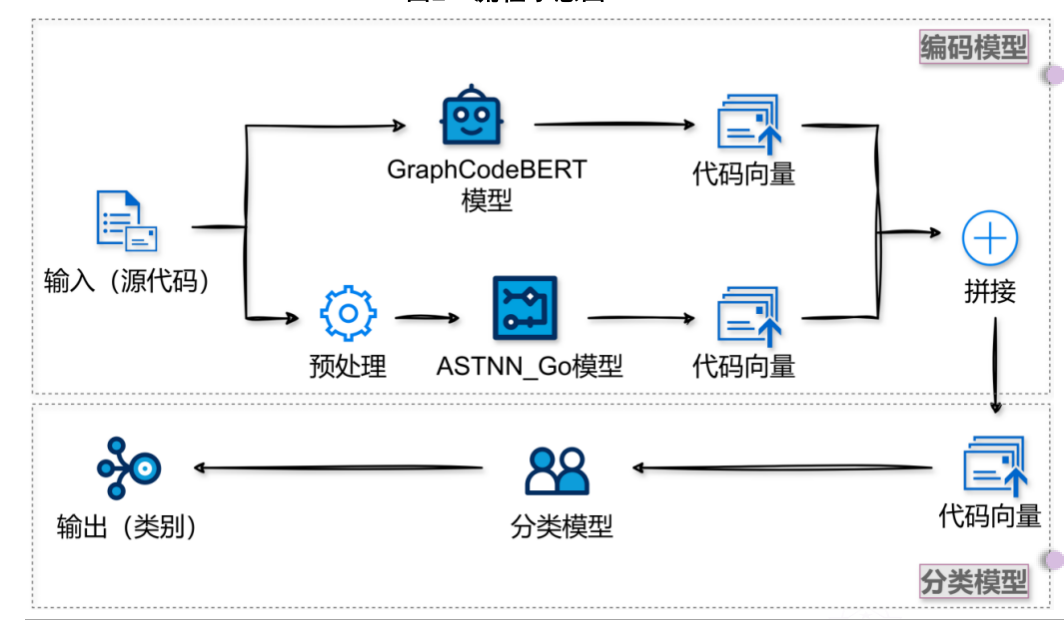 编码模型
GraphCodeBERT
模型
代码向量
输入（源代码）
拼接
预处理
ASTNN_Go模型
代码向量
输出（类别）
分类模型
代码向量
分类模型